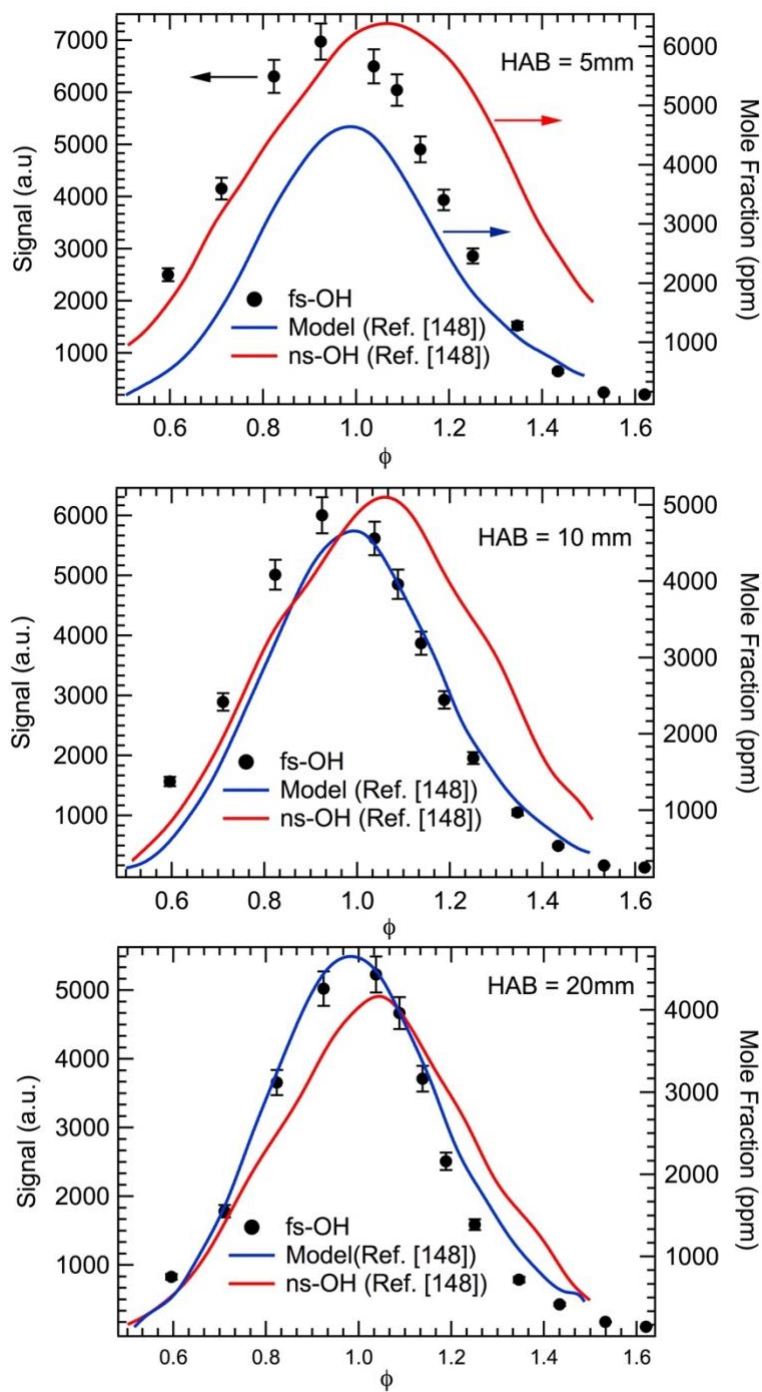 HAB = 5mm
7000
6000
5000
4000
3000
2000
1000
Signal (a.u)
6000
5000
4000
3000
2000
1000
Mole Fraction (ppm)
fs-OH
Model (Ref. [148])
ns-OH (Ref. [148])
0.6 0.8 1.0 1.2 1.4 1.6
ϕ
HAB = 10 mm
6000
5000
4000
3000
2000
1000
Signal (a.u.)
5000
4000
3000
2000
1000
Mole Fraction (ppm)
fs-OH
Model (Ref. [148])
ns-OH (Ref. [148])
0.6 0.8 1.0 1.2 1.4 1.6
ϕ
HAB = 20mm
5000
4000
3000
2000
1000
Signal (a.u.)
4000
3000
2000
1000
Mole Fraction (ppm)
fs-OH
Model(Ref. [148])
ns-OH (Ref. [148])
0.6 0.8 1.0 1.2 1.4 1.6
ϕ